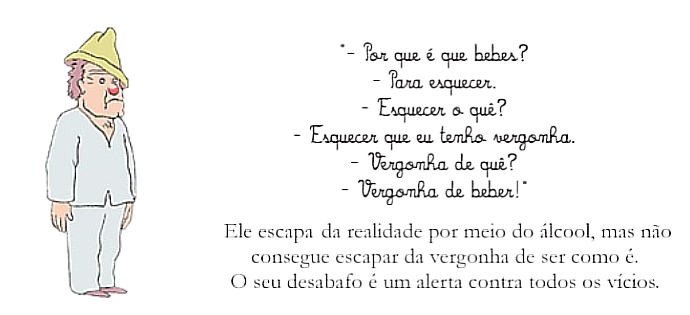 "- Por que é que bebes?
- Para esquecer.
- Esquecer o quê?
- Esquecer que eu tenho vergonha.
- Vergonha de quê?
- Vergonha de beber!"
Ele escapa da realidade por meio do álcool, mas não
consegue escapar da vergonha de ser como é.
O seu desabafo é um alerta contra todos os vícios.